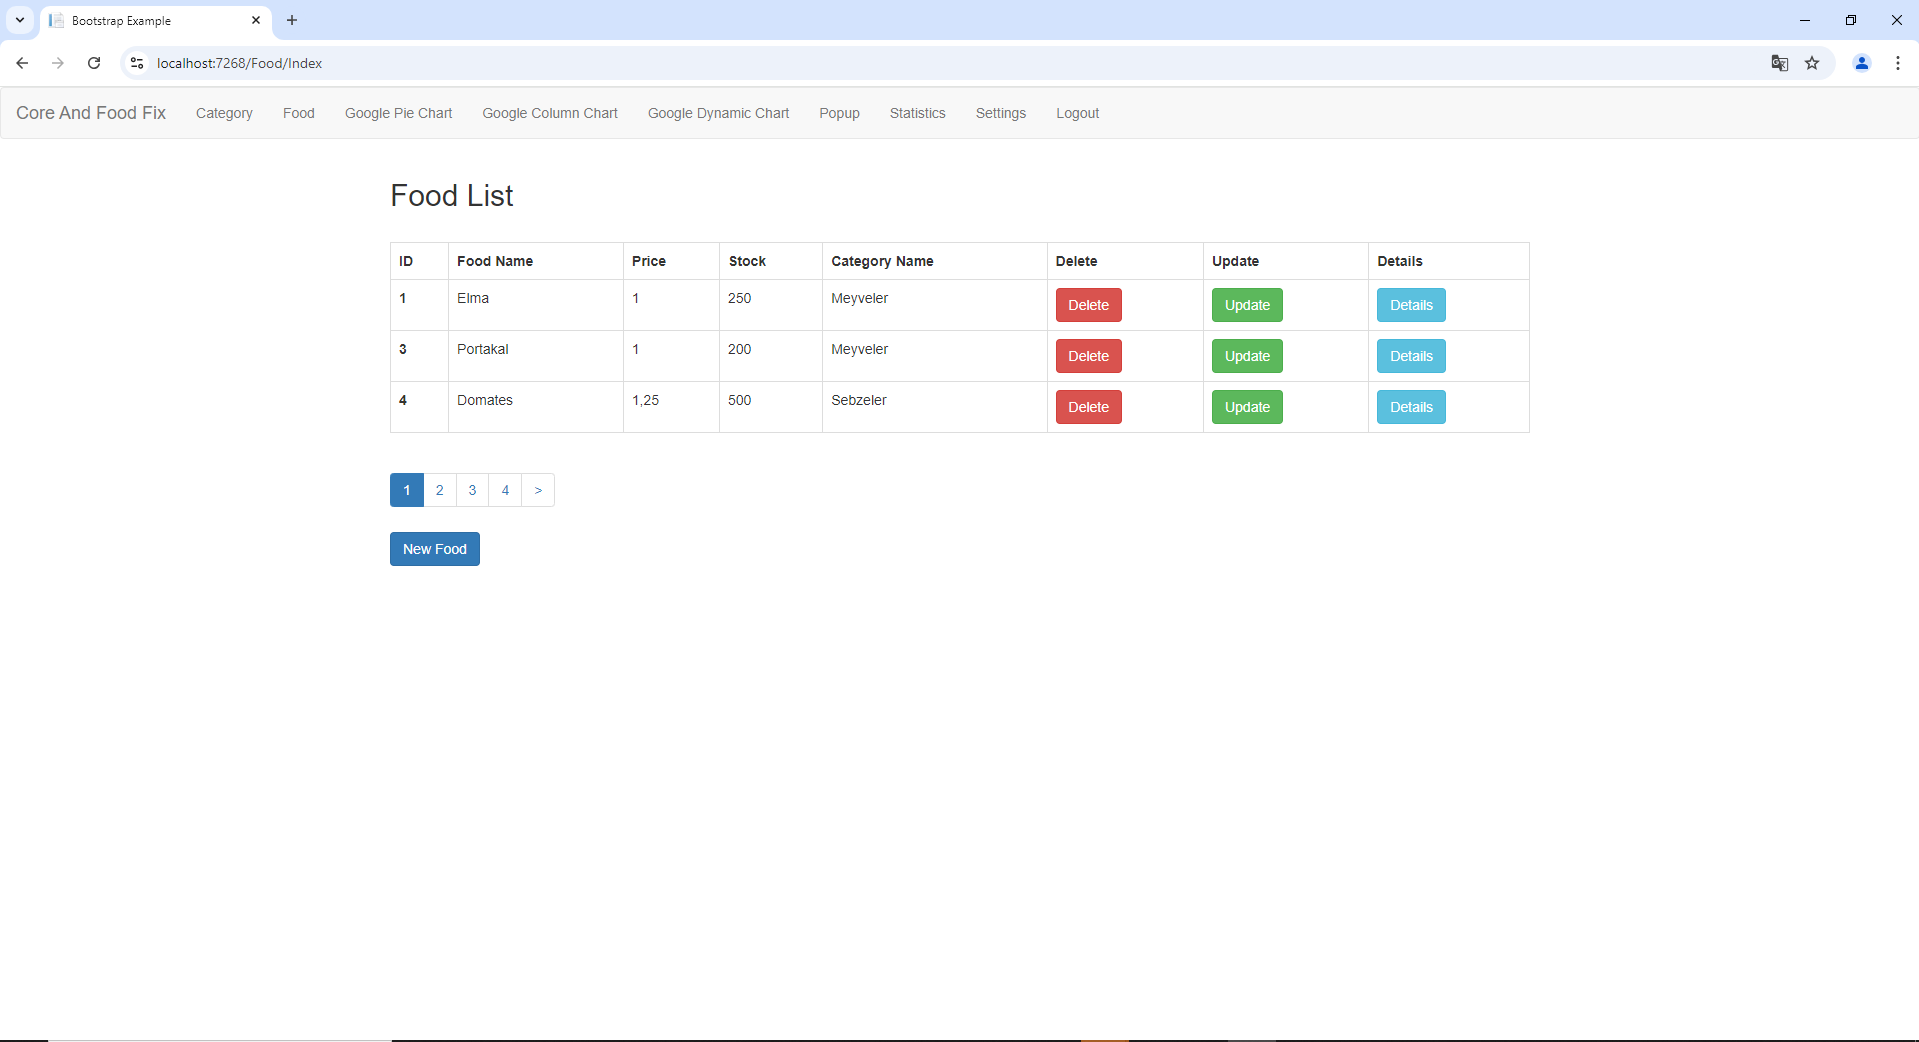 Bootstrap Example
localhost:7268/Food/Index
Core And Food Fix Category Food Google Pie Chart Google Column Chart Google Dynamic Chart Popup Statistics Settings Logout
Food List
ID Food Name Price Stock Category Name Delete Update Details
1 Elma 1 250 Meyveler Delete Update Details
3 Portakal 1 200 Meyveler Delete Update Details
4 Domates 1,25 500 Sebzeler Delete Update Details
1 2 3 4 >
New Food